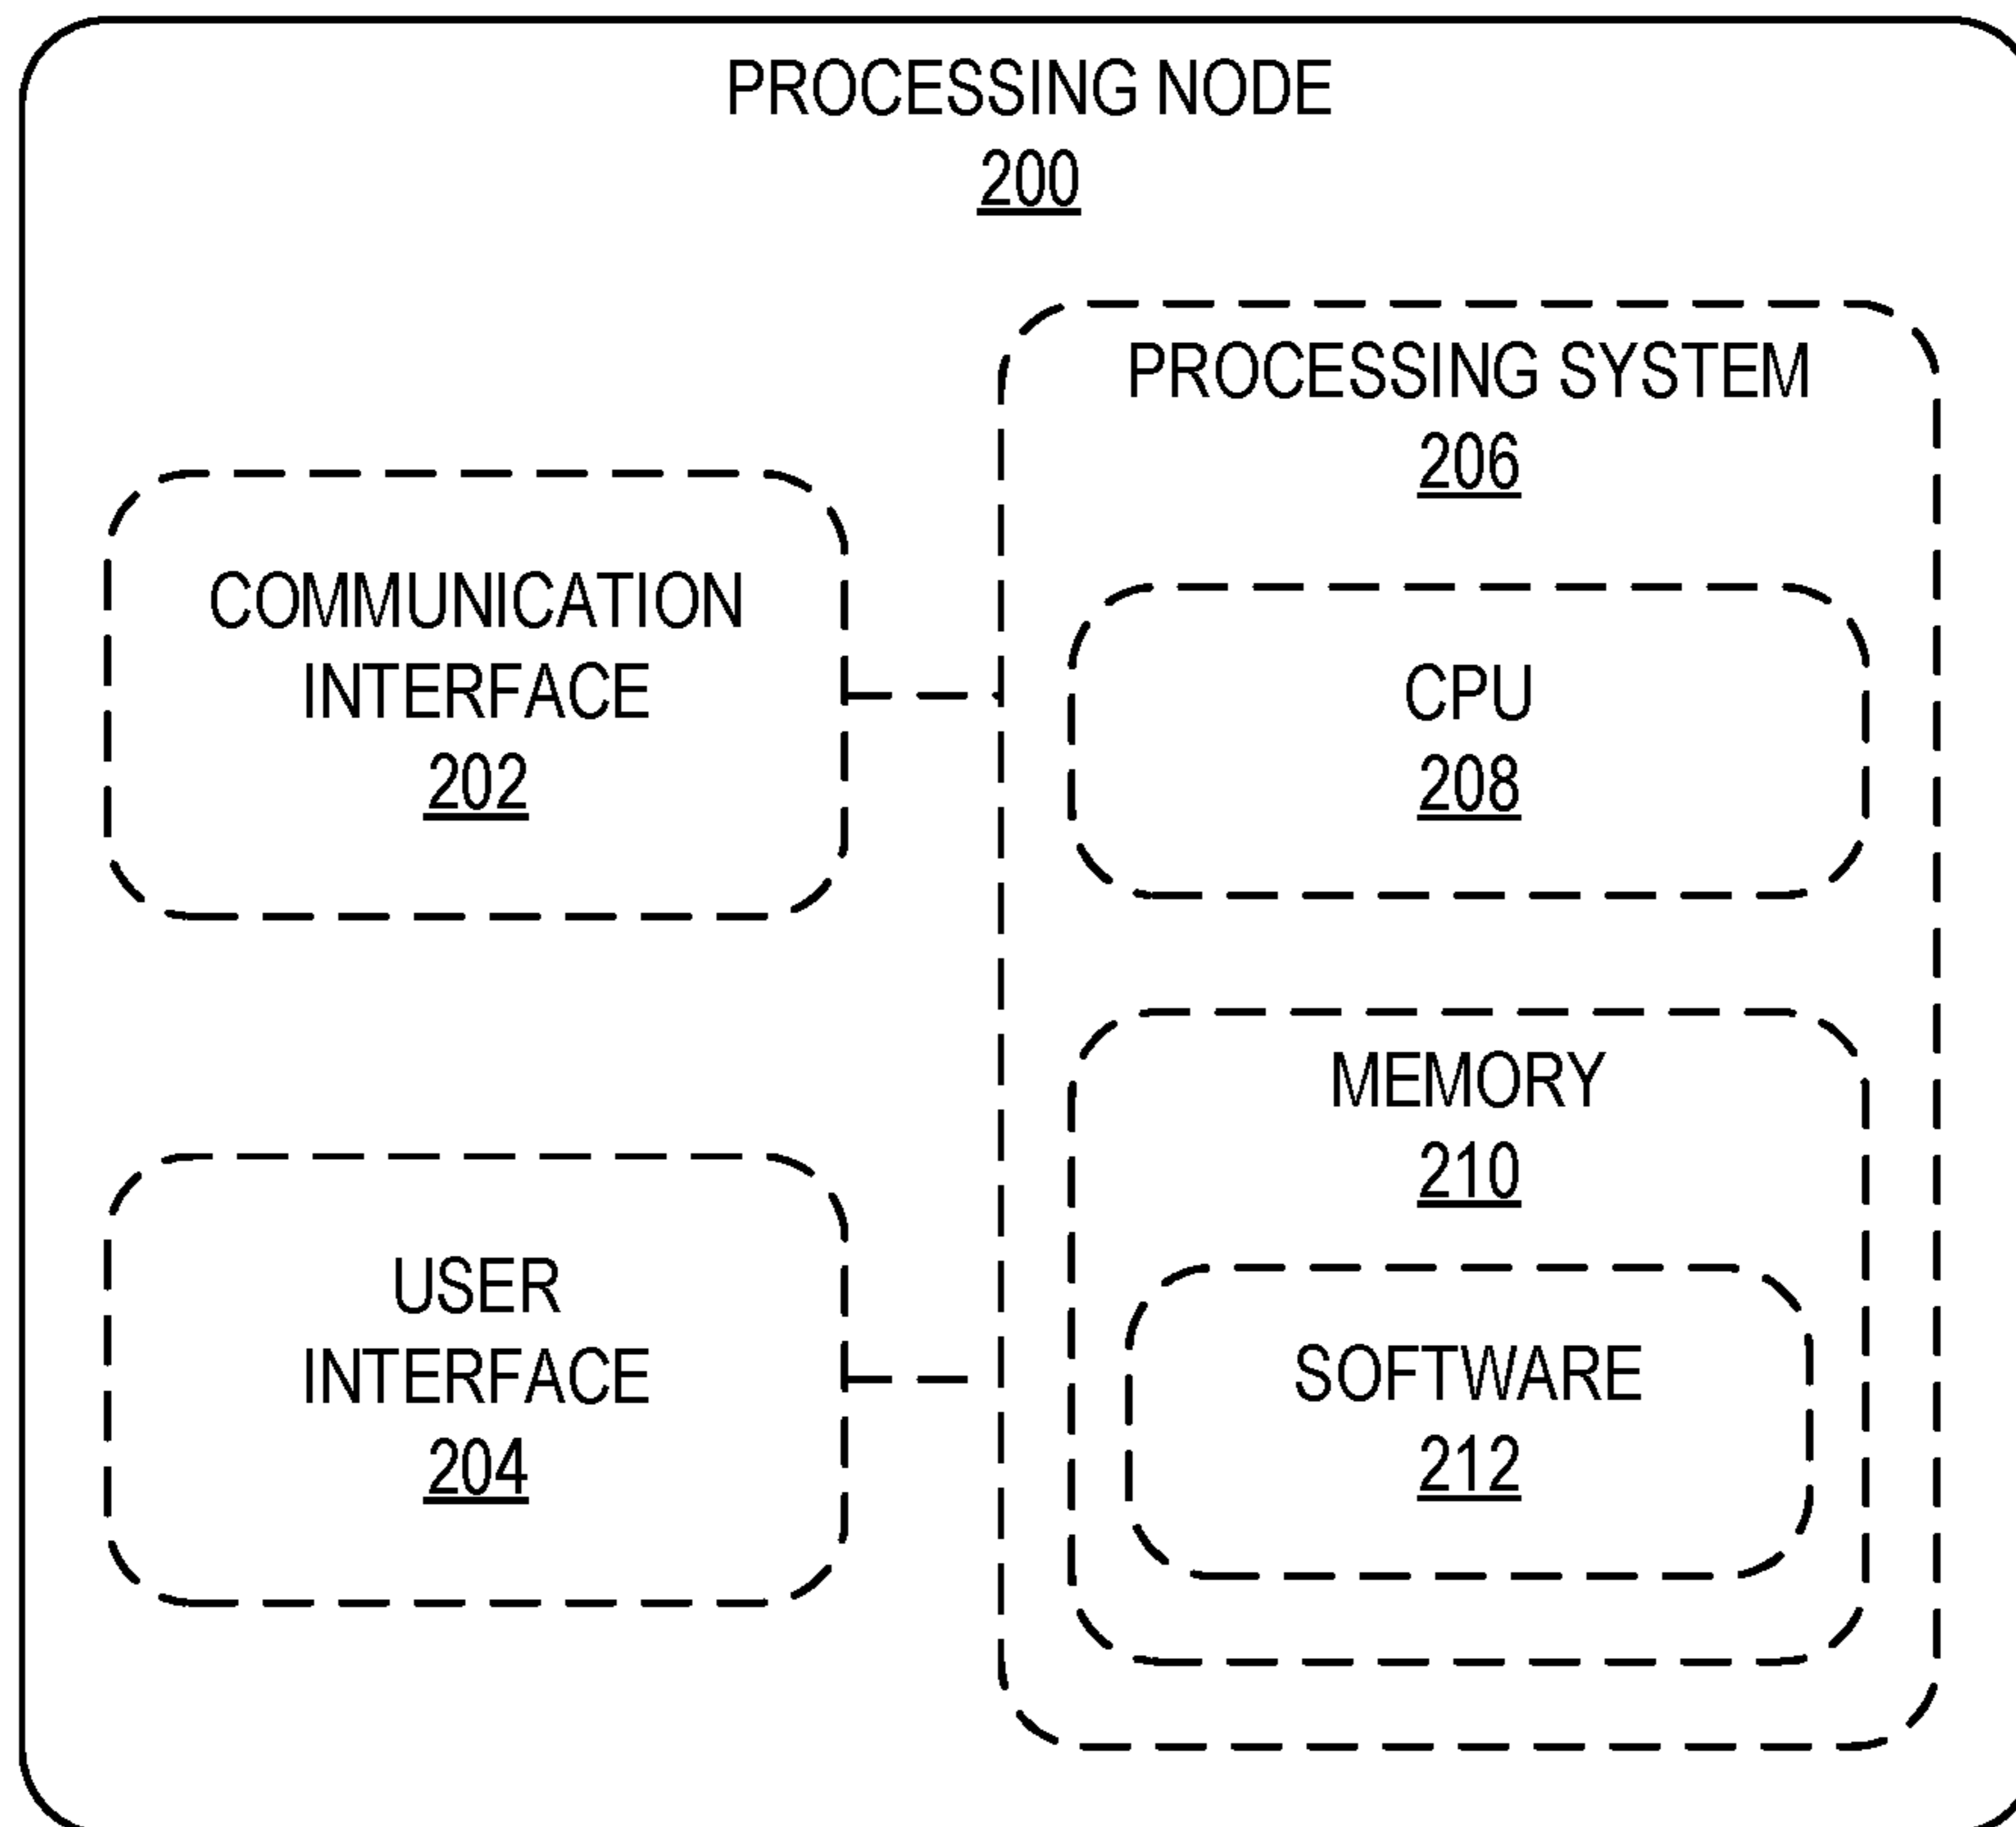 PROCESSING NODE
200
PROCESSING SYSTEM
206
COMMUNICATION
INTERFACE
202
CPU
208
MEMORY
210
USER
INTERFACE
204
SOFTWARE
212